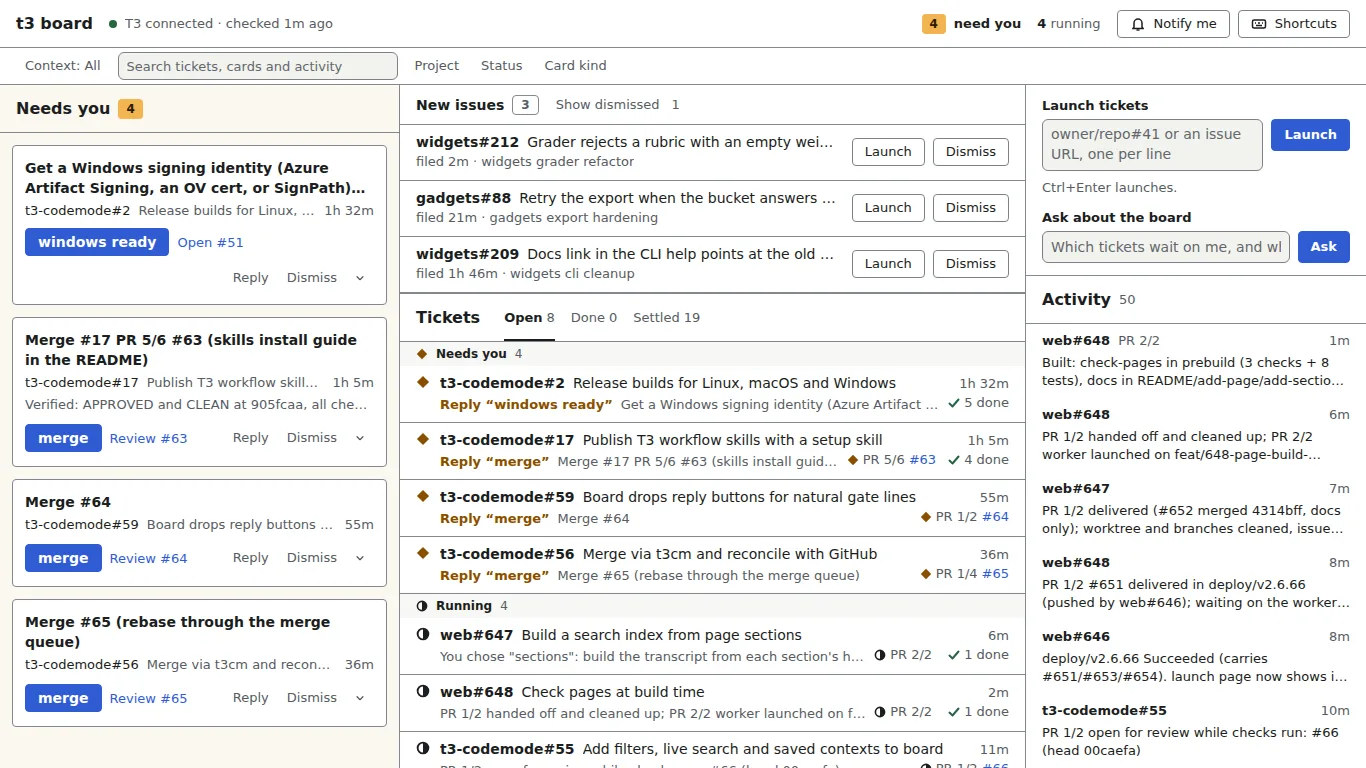 t3 board
T3 connected · checked 1m ago
4 need you
4 running
Notify me
Shortcuts
Context: All
Search tickets, cards and activity
Project
Status
Card kind
Needs you 4
Get a Windows signing identity (Azure
Artifact Signing, an OV cert, or SignPath)…
t3-codemode#2 Release builds for Linux, … 1h 32m
windows ready Open #51
Reply Dismiss
Merge #17 PR 5/6 #63 (skills install guide
in the README)
t3-codemode#17 Publish T3 workflow skill… 1h 5m
Verified: APPROVED and CLEAN at 905fcaa, all che…
merge Review #63 Reply Dismiss
Merge #64
t3-codemode#59 Board drops reply buttons … 55m
merge Review #64 Reply Dismiss
Merge #65 (rebase through the merge
queue)
t3-codemode#56 Merge via t3cm and recon… 36m
merge Review #65 Reply Dismiss
New issues 3 Show dismissed 1
widgets#212 Grader rejects a rubric with an empty wei…
filed 2m · widgets grader refactor
Launch Dismiss
gadgets#88 Retry the export when the bucket answers …
filed 21m · gadgets export hardening
Launch Dismiss
widgets#209 Docs link in the CLI help points at the old …
filed 1h 46m · widgets cli cleanup
Launch Dismiss
Tickets Open 8 Done 0 Settled 19
Needs you 4
t3-codemode#2 Release builds for Linux, macOS and Windows 1h 32m
Reply “windows ready” Get a Windows signing identity (Azure Artifact … 5 done
t3-codemode#17 Publish T3 workflow skills with a setup skill 1h 5m
Reply “merge” Merge #17 PR 5/6 #63 (skills install guid… PR 5/6 #63 4 done
t3-codemode#59 Board drops reply buttons for natural gate lines 55m
Reply “merge” Merge #64 PR 1/2 #64
t3-codemode#56 Merge via t3cm and reconcile with GitHub 36m
Reply “merge” Merge #65 (rebase through the merge queue) PR 1/4 #65
Running 4
web#647 Build a search index from page sections 6m
You chose "sections": build the transcript from each section's h… PR 2/2 1 done
web#648 Check pages at build time 2m
PR 1/2 handed off and cleaned up; PR 2/2 worker launched on f… PR 2/2 1 done
t3-codemode#55 Add filters, live search and saved contexts to board 11m
Launch tickets
owner/repo#41 or an issue
URL, one per line
Launch
Ctrl+Enter launches.
Ask about the board
Which tickets wait on me, and wl
Ask
Activity 50
web#648 PR 2/2 1m
Built: check-pages in prebuild (3 checks + 8
tests), docs in README/add-page/add-sectio…
web#648 6m
PR 1/2 handed off and cleaned up; PR 2/2
worker launched on feat/648-page-build-…
web#647 7m
PR 1/2 delivered (#652 merged 4314bff, docs
only); worktree and branches cleaned, issue…
web#648 8m
PR 1/2 #651 delivered in deploy/v2.6.66
(pushed by web#646); waiting on the worker…
web#646 8m
deploy/v2.6.66 Succeeded (carries
#651/#653/#654). launch page now shows i…
t3-codemode#55 10m
PR 1/2 open for review while checks run: #66
(head 00caefa)